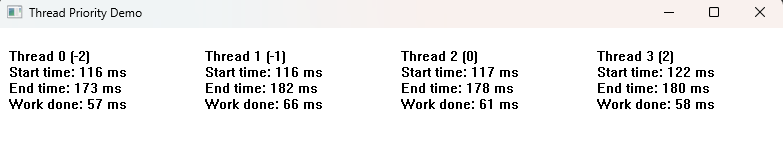 Thread Priority Demo
Thread 0 (-2)
Start time: 116 ms
End time: 173 ms
Work done: 57 ms
Thread 1 (-1)
Start time: 116 ms
End time: 182 ms
Work done: 66 ms
Thread 2 (0)
Start time: 117 ms
End time: 178 ms
Work done: 61 ms
Thread 3 (2)
Start time: 122 ms
End time: 180 ms
Work done: 58 ms